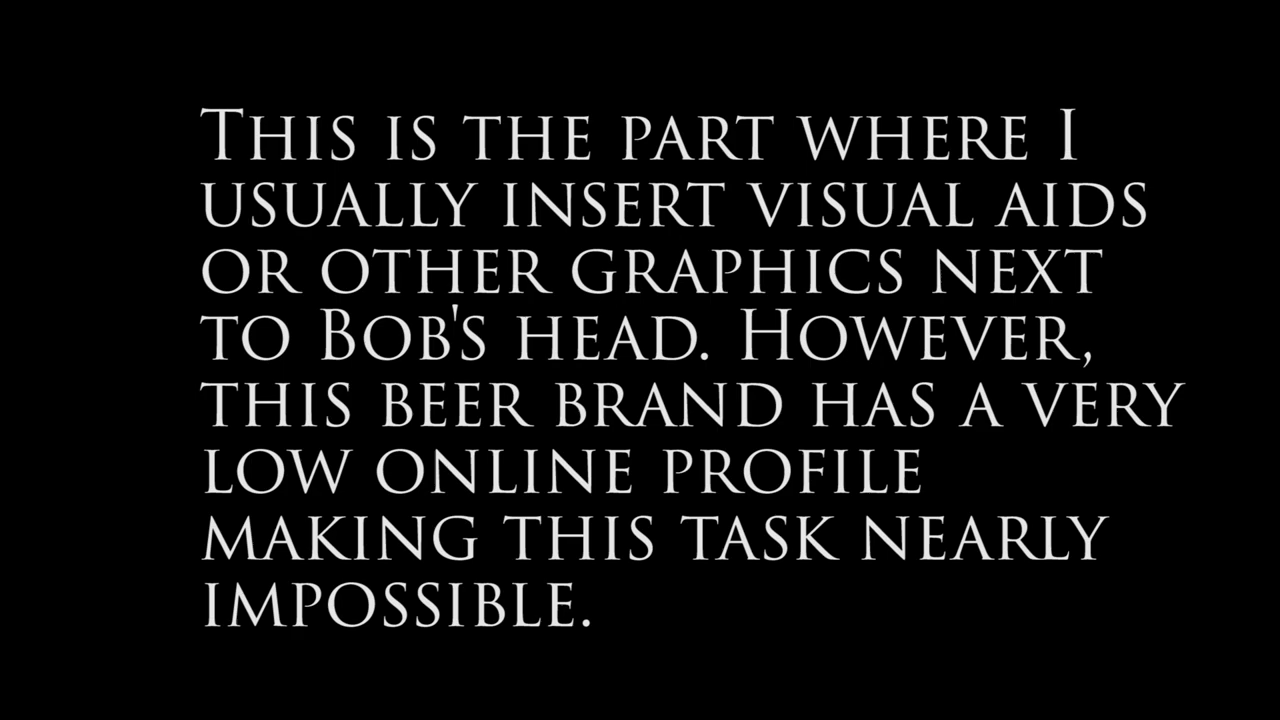 This is the part where I
usually insert visual aids
or other graphics next
to Bob's head. However,
this beer brand has a very
low online profile
making this task nearly
impossible.